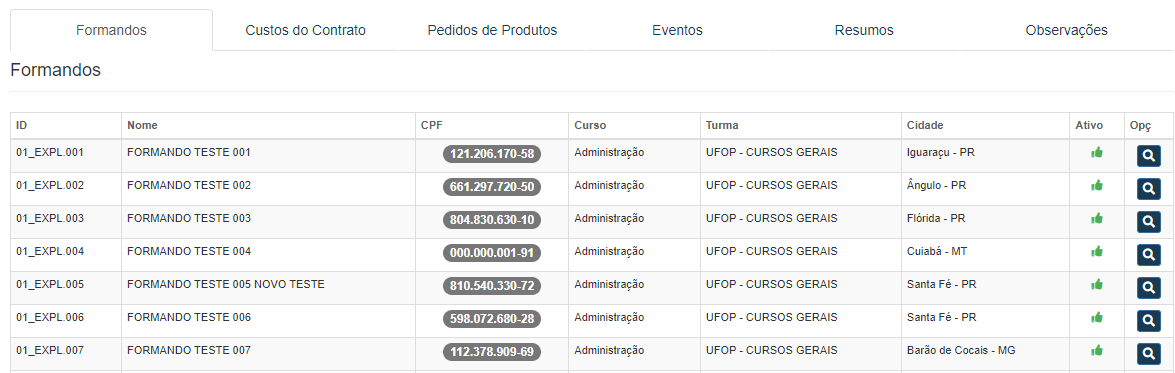 Formandos Custos do Contrato Pedidos de Produtos Eventos Resumos Observações
Formandos
ID Nome CPF Curso Turma Cidade Ativo Opç
01_EXPL.001 FORMANDO TESTE 001 121.206.170-58 Administração UFOP - CURSOS GERAIS Iguaraçu - PR
01_EXPL.002 FORMANDO TESTE 002 661.297.720-50 Administração UFOP - CURSOS GERAIS Ângulo - PR
01_EXPL.003 FORMANDO TESTE 003 804.830.630-10 Administração UFOP - CURSOS GERAIS Flórida - PR
01_EXPL.004 FORMANDO TESTE 004 000.000.001-91 Administração UFOP - CURSOS GERAIS Cuiabá - MT
01_EXPL.005 FORMANDO TESTE 005 NOVO TESTE 810.540.330-72 Administração UFOP - CURSOS GERAIS Santa Fé - PR
01_EXPL.006 FORMANDO TESTE 006 598.072.680-28 Administração UFOP - CURSOS GERAIS Santa Fé - PR
01_EXPL.007 FORMANDO TESTE 007 112.378.909-69 Administração UFOP - CURSOS GERAIS Barão de Cocais - MG